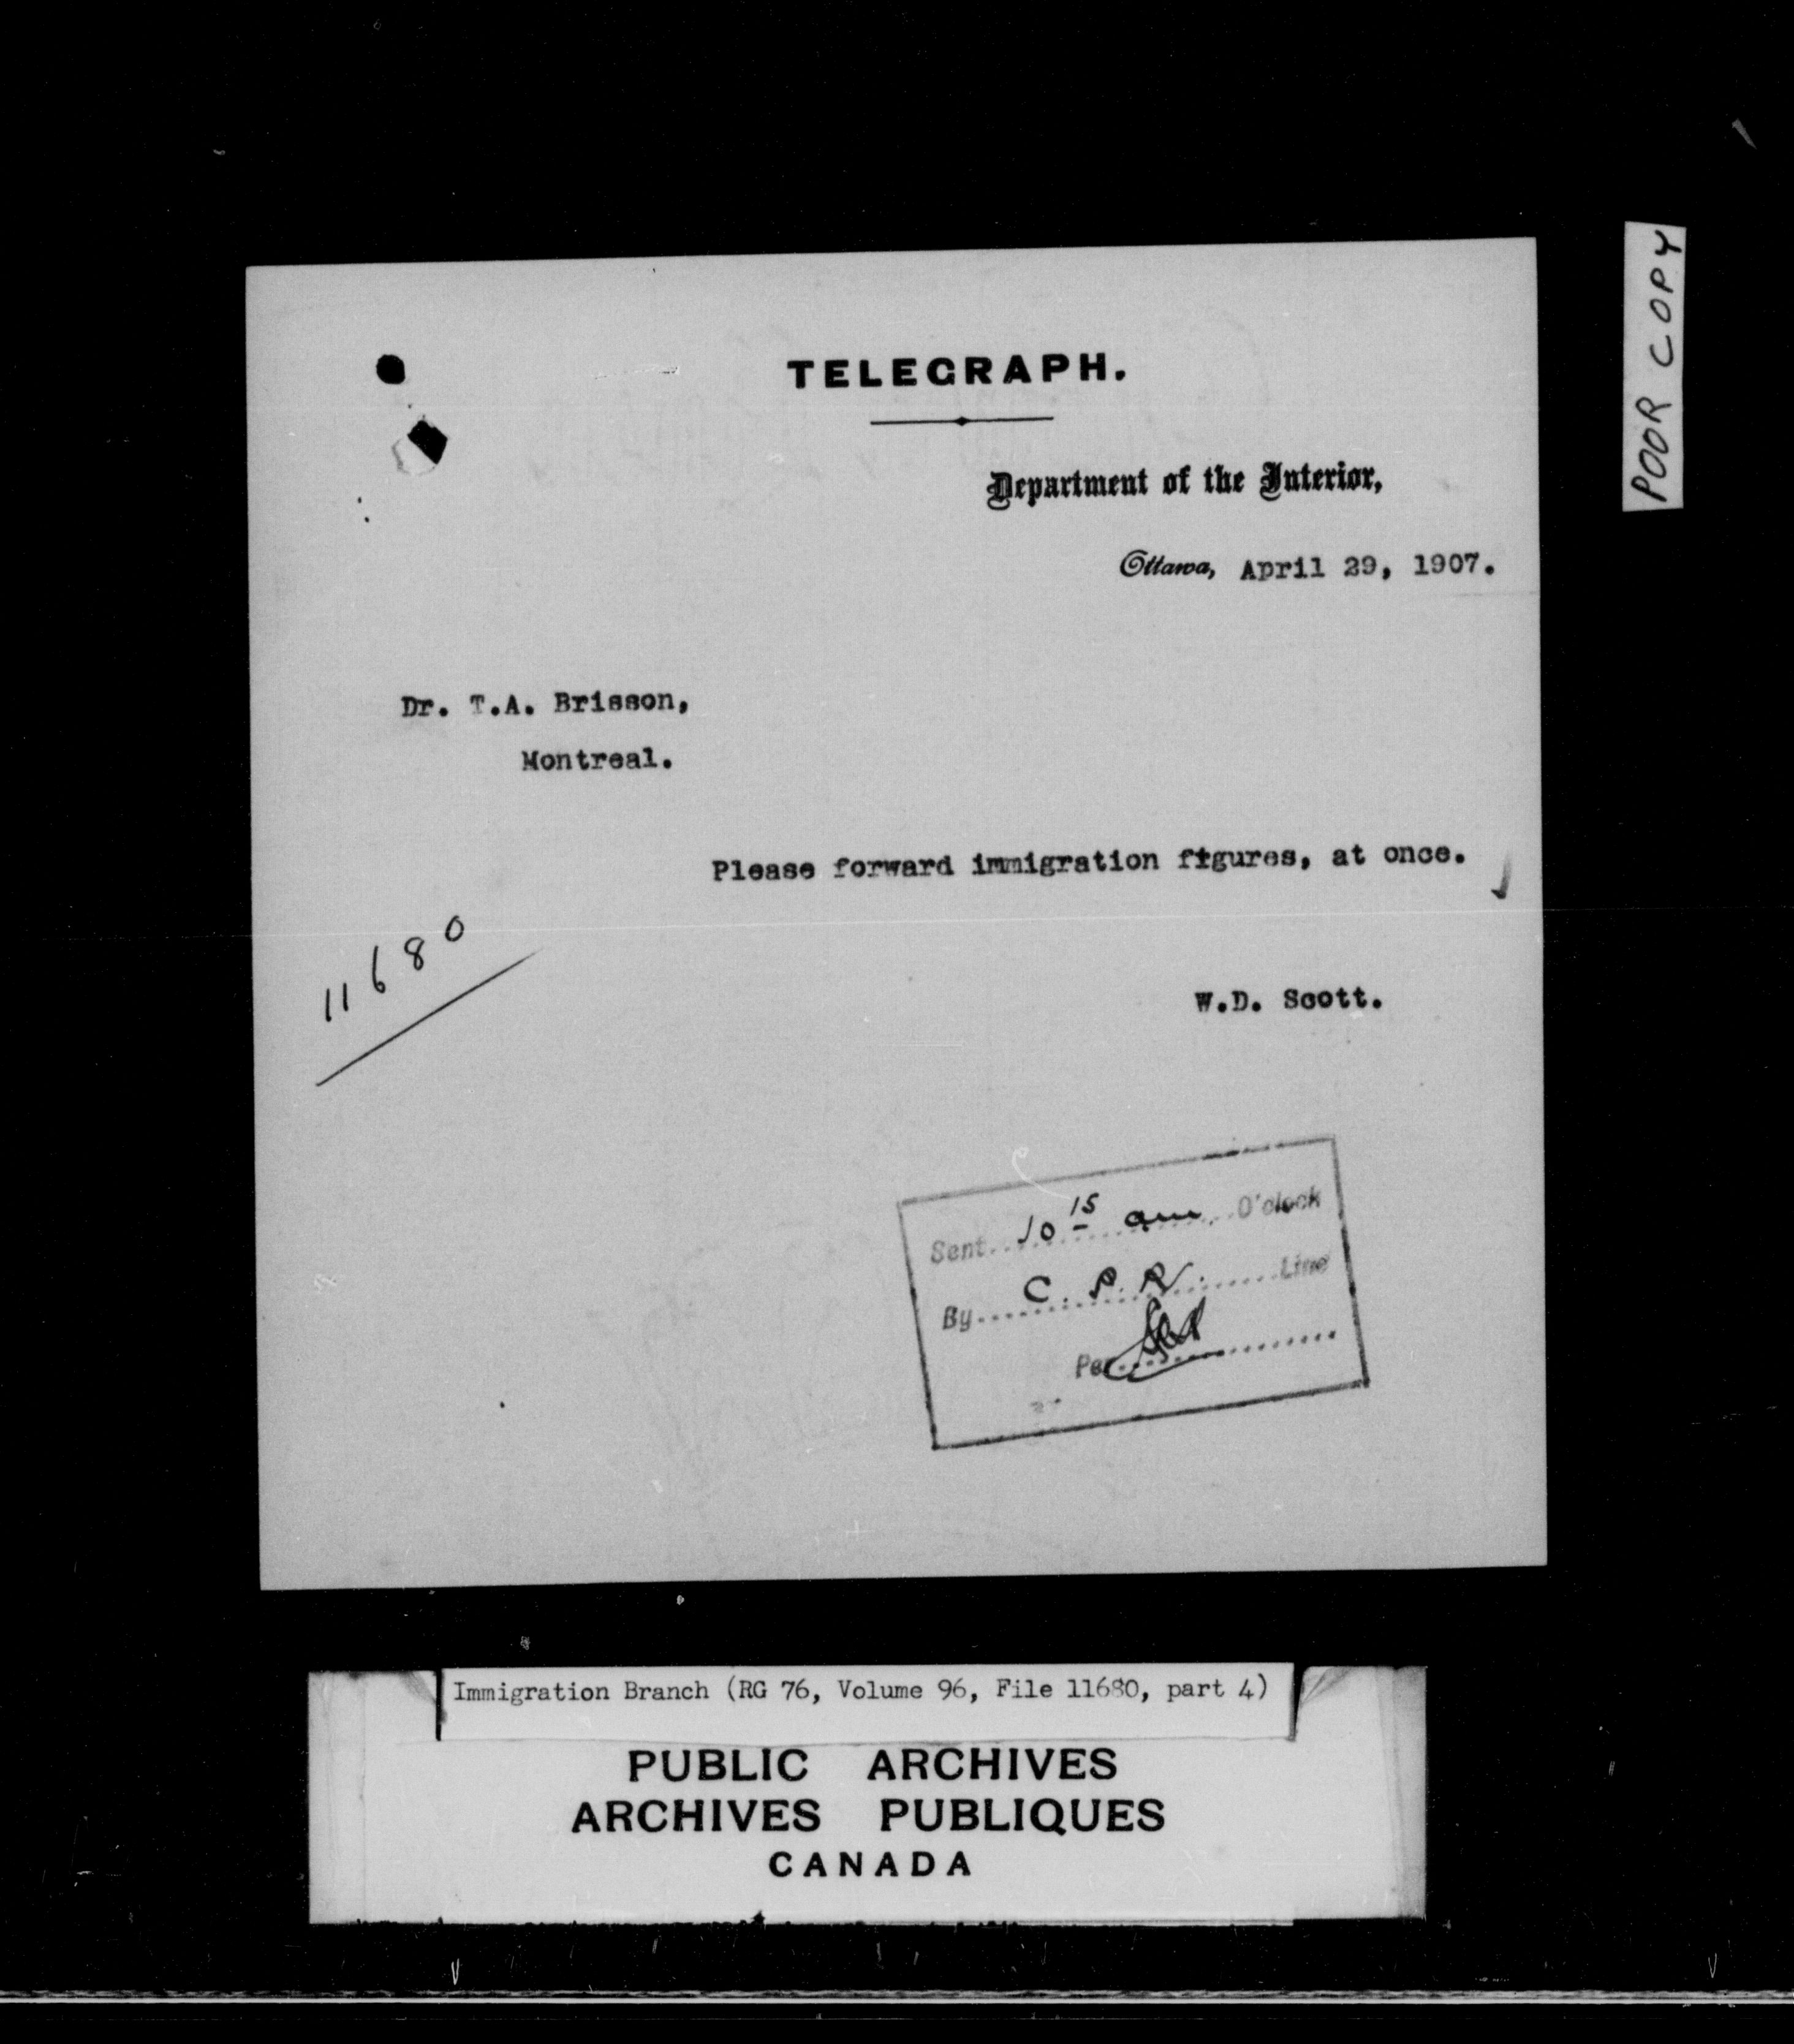 POOR COPY
TELEGRAPH.
Department of the Interior,
Ottawa, April 29, 1907.
Dr. T.A. Brisson,
Montreal.
Please forward immigration figures, at once.
11680
W.D. Scott.
Sent 10 15 am O'clock
By C. P. R. Line
Per
Immigration Branch (RG 76, Volume 96, File 11680, part 4)
PUBLIC ARCHIVES
ARCHIVES PUBLIQUES
CANADA